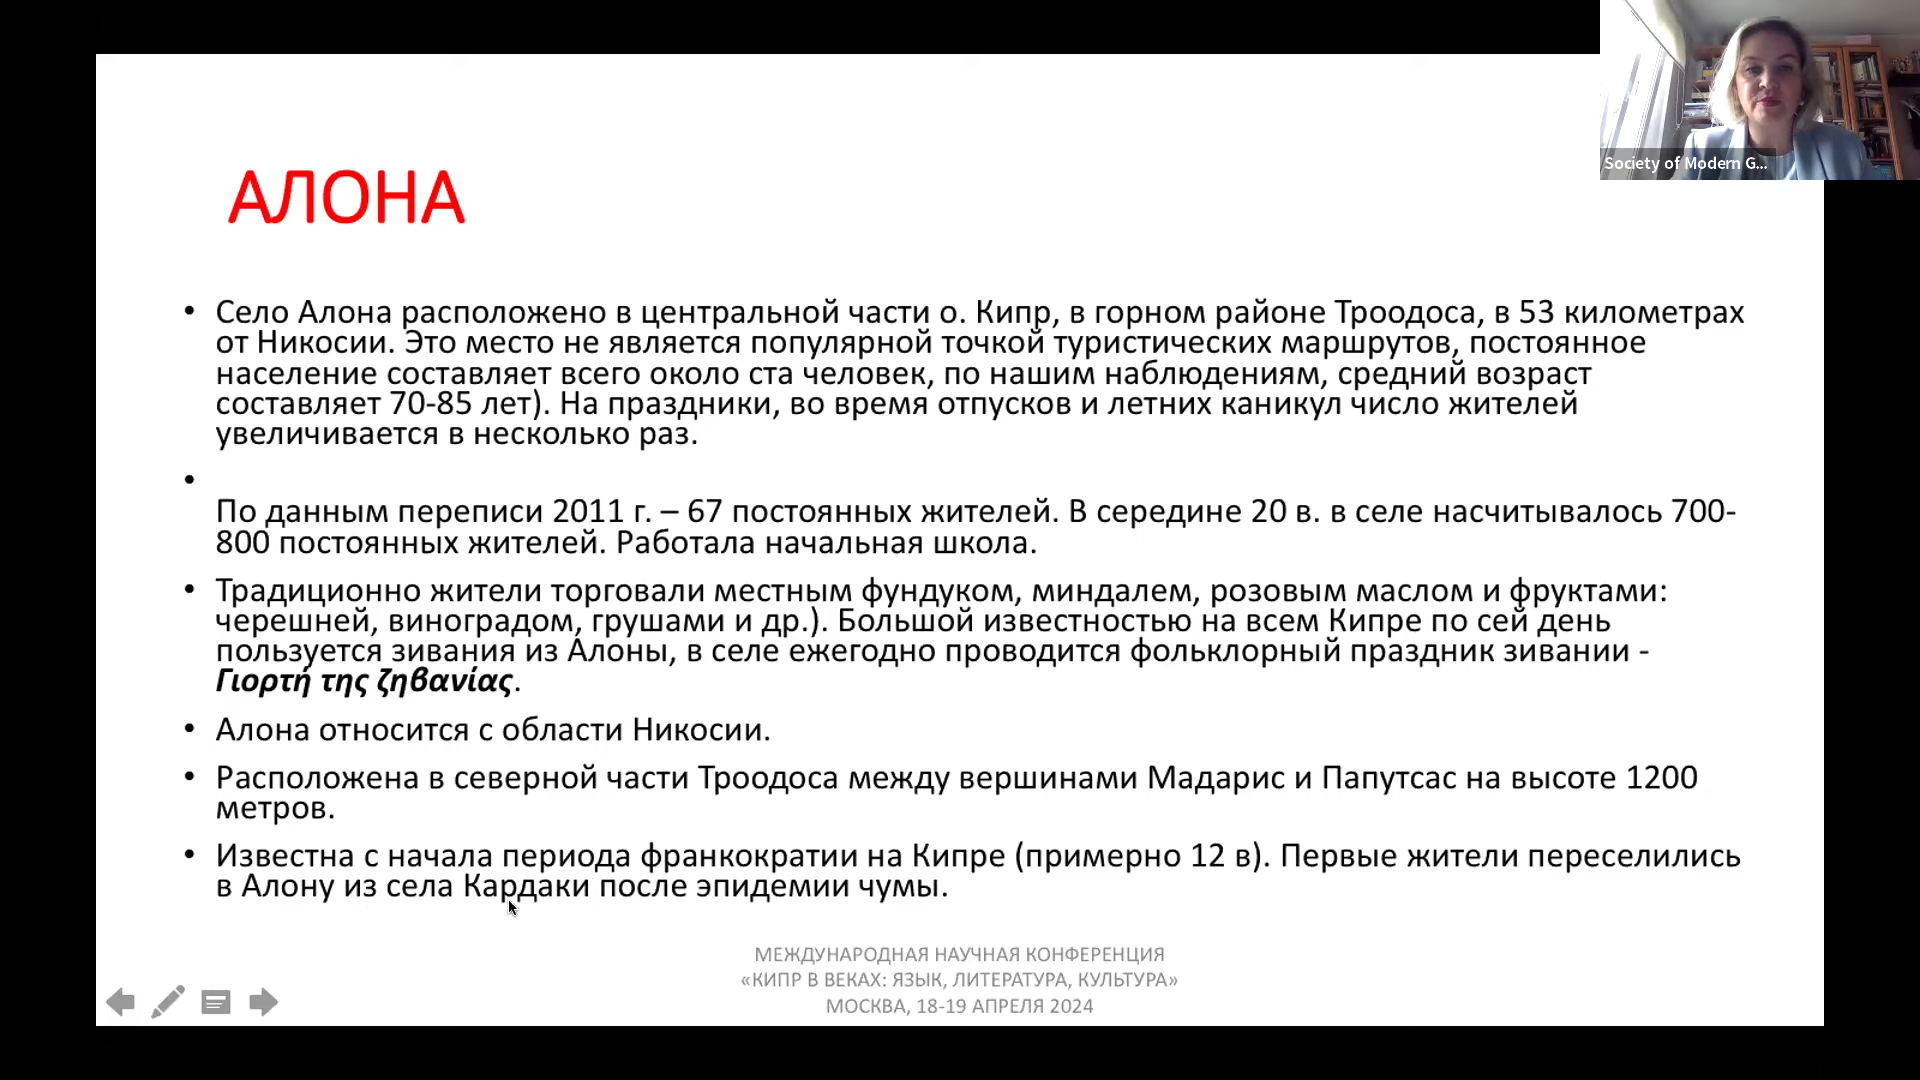 Society of Modern G...
АЛОНА
• Село Алона расположено в центральной части о. Кипр, в горном районе Троодоса, в 53 километрах
от Никосии. Это место не является популярной точкой туристических маршрутов, постоянное
население составляет всего около ста человек, по нашим наблюдениям, средний возраст
составляет 70-85 лет). На праздники, во время отпусков и летних каникул число жителей
увеличивается в несколько раз.
•
По данным переписи 2011 г. – 67 постоянных жителей. В середине 20 в. в селе насчитывалось 700-
800 постоянных жителей. Работала начальная школа.
• Традиционно жители торговали местным фундуком, миндалем, розовым маслом и фруктами:
черешней, виноградом, грушами и др.). Большой известностью на всем Кипре по сей день
пользуется зивания из Алоны, в селе ежегодно проводится фольклорный праздник зивании -
Γιορτή της ζηβανίας.
• Алона относится с области Никосии.
• Расположена в северной части Троодоса между вершинами Мадарис и Папутсас на высоте 1200
метров.
• Известна с начала периода франкократии на Кипре (примерно 12 в). Первые жители переселились
в Алону из села Кардаки после эпидемии чумы.
МЕЖДУНАРОДНАЯ НАУЧНАЯ КОНФЕРЕНЦИЯ
«КИПР В ВЕКАХ: ЯЗЫК, ЛИТЕРАТУРА, КУЛЬТУРА»
МОСКВА, 18-19 АПРЕЛЯ 2024